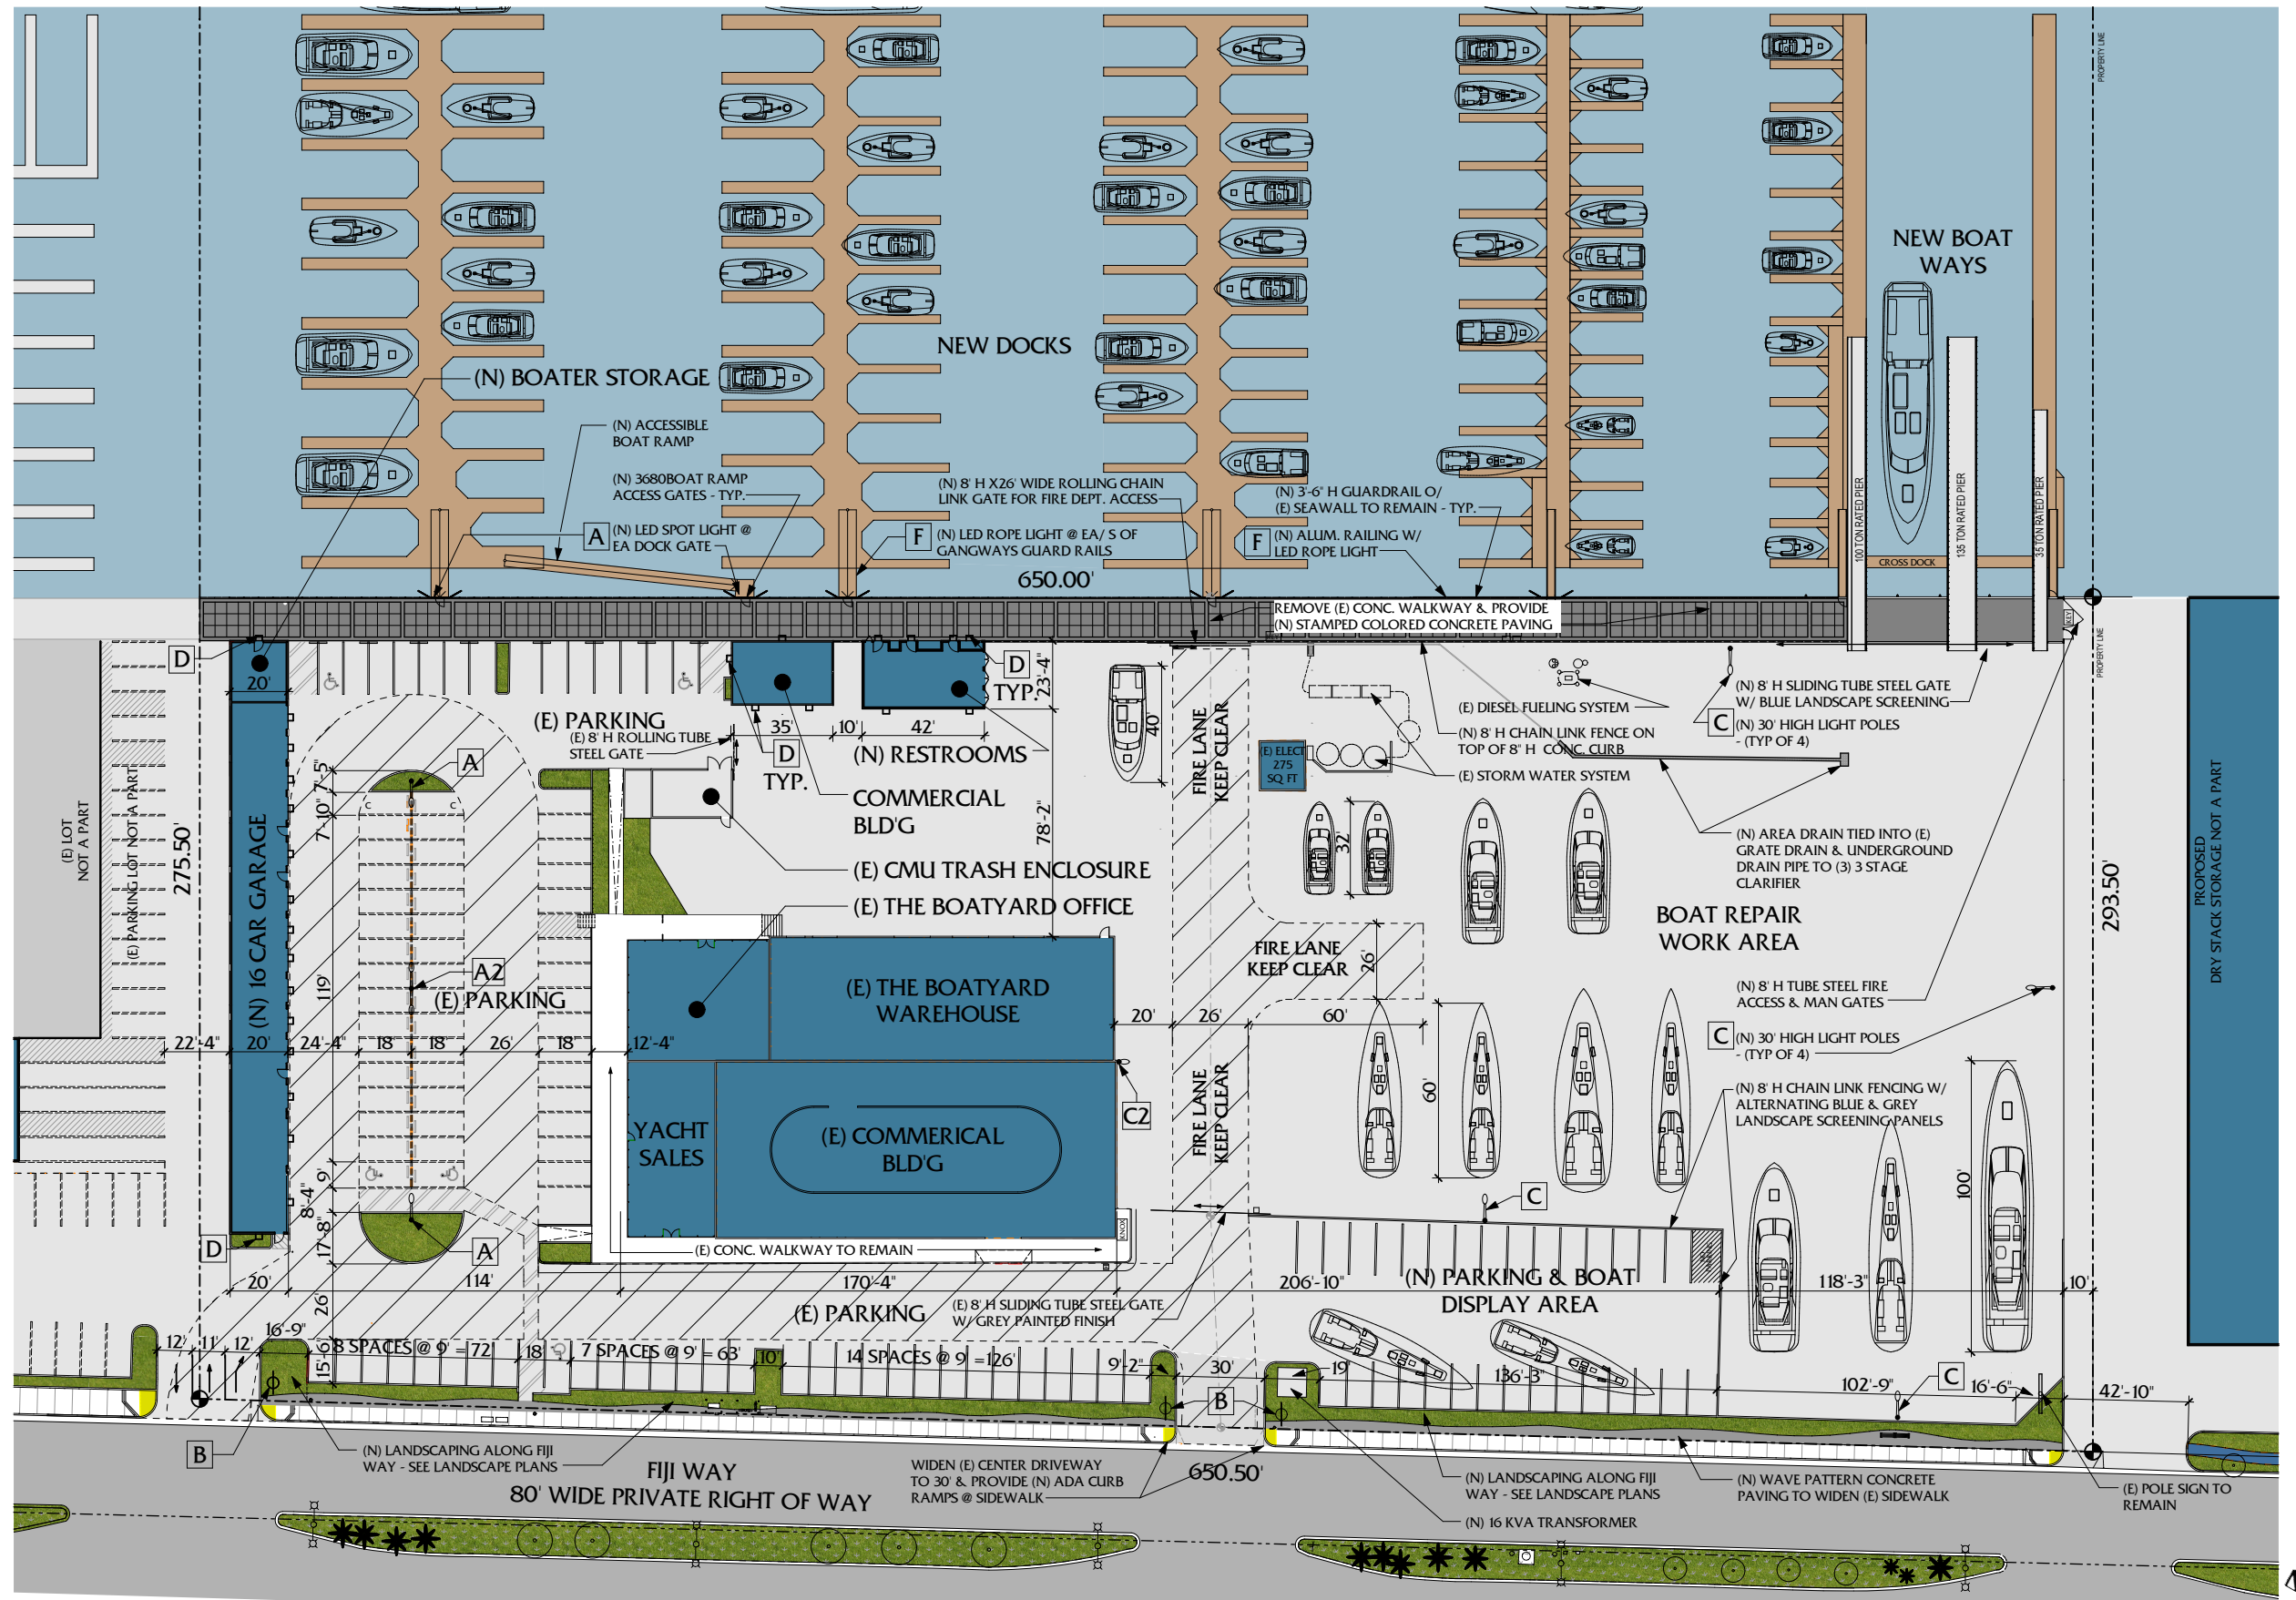 PROPERTY LINE
NEW BOAT
WAYS
NEW DOCKS
(N) BOATER STORAGE
(N) ACCESSIBLE
BOAT RAMP
(N) 3680BOAT RAMP
ACCESS GATES - TYP.
A
(N) LED SPOT LIGHT @
EA DOCK GATE
(N) 8' H X26' WIDE ROLLING CHAIN
LINK GATE FOR FIRE DEPT. ACCESS
F
(N) LED ROPE LIGHT @ EA/ S OF
GANGWAYS GUARD RAILS
(N) 3'-6" H GUARDRAIL O/
(E) SEAWALL TO REMAIN - TYP.
F
(N) ALUM. RAILING W/
LED ROPE LIGHT
100 TON RATED PIER
135 TON RATED PIER
35 TON RATED PIER
CROSS DOCK
650.00'
REMOVE (E) CONC. WALKWAY & PROVIDE
(N) STAMPED COLORED CONCRETE PAVING
KEY
PROPERTY LINE
D
20'
(E) PARKING
(E) 8' H ROLLING TUBE
STEEL GATE
35'
10'
42'
D
TYP.
23'-4"
D
TYP.
(N) RESTROOMS
COMMERCIAL
BLD'G
(E) CMU TRASH ENCLOSURE
(E) THE BOATYARD OFFICE
78'-2"
40'
FIRE LANE
KEEP CLEAR
(E) ELECT
275
SQ FT
(E) DIESEL FUELING SYSTEM
(N) 8' H CHAIN LINK FENCE ON
TOP OF 8" H CONC. CURB
(E) STORM WATER SYSTEM
(N) 8' H SLIDING TUBE STEEL GATE
W/ BLUE LANDSCAPE SCREENING
C
(N) 30' HIGH LIGHT POLES
- (TYP OF 4)
(N) AREA DRAIN TIED INTO (E)
GRATE DRAIN & UNDERGROUND
DRAIN PIPE TO (3) 3 STAGE
CLARIFIER
32'
BOAT REPAIR
WORK AREA
(E) LOT
NOT A PART
(E) PARKING LOT NOT A PART
275.50'
(N) 16 CAR GARAGE
7'-5"
A
C
C
7'-10"
119'
A2
(E) PARKING
22'-4"
20'
24'-4"
18'
18'
26'
18'
12'-4"
(E) THE BOATYARD
WAREHOUSE
20'
26'
60'
FIRE LANE
KEEP CLEAR
26'
(N) 8' H TUBE STEEL FIRE
ACCESS & MAN GATES
C
(N) 30' HIGH LIGHT POLES
- (TYP OF 4)
(N) 8' H CHAIN LINK FENCING W/
ALTERNATING BLUE & GREY
LANDSCAPE SCREENING PANELS
293.50'
PROPOSED
DRY STACK STORAGE NOT A PART
YACHT
SALES
(E) COMMERICAL
BLD'G
C2
FIRE LANE
KEEP CLEAR
60'
100'
C
9'
8'-4"
17'-8"
A
D
KNOX
(E) CONC. WALKWAY TO REMAIN
20'
114'
170'-4"
206'-10"
118'-3"
10'
26'
(E) PARKING
(E) 8' H SLIDING TUBE STEEL GATE
W/ GREY PAINTED FINISH
(N) PARKING & BOAT
DISPLAY AREA
12'
11'
12'
16'-9"
15'-6"
8 SPACES @ 9' = 72'
18'
7 SPACES @ 9' = 63'
10'
14 SPACES @ 9' =126'
9'-2"
30'
19'
136'-3"
102'-9"
C
16'-6"
42'-10"
B
B
(N) LANDSCAPING ALONG FIJI
WAY - SEE LANDSCAPE PLANS
FIJI WAY
80' WIDE PRIVATE RIGHT OF WAY
WIDEN (E) CENTER DRIVEWAY
TO 30' & PROVIDE (N) ADA CURB
RAMPS @ SIDEWALK
650.50'
(N) LANDSCAPING ALONG FIJI
WAY - SEE LANDSCAPE PLANS
(N) 16 KVA TRANSFORMER
(N) WAVE PATTERN CONCRETE
PAVING TO WIDEN (E) SIDEWALK
(E) POLE SIGN TO
REMAIN